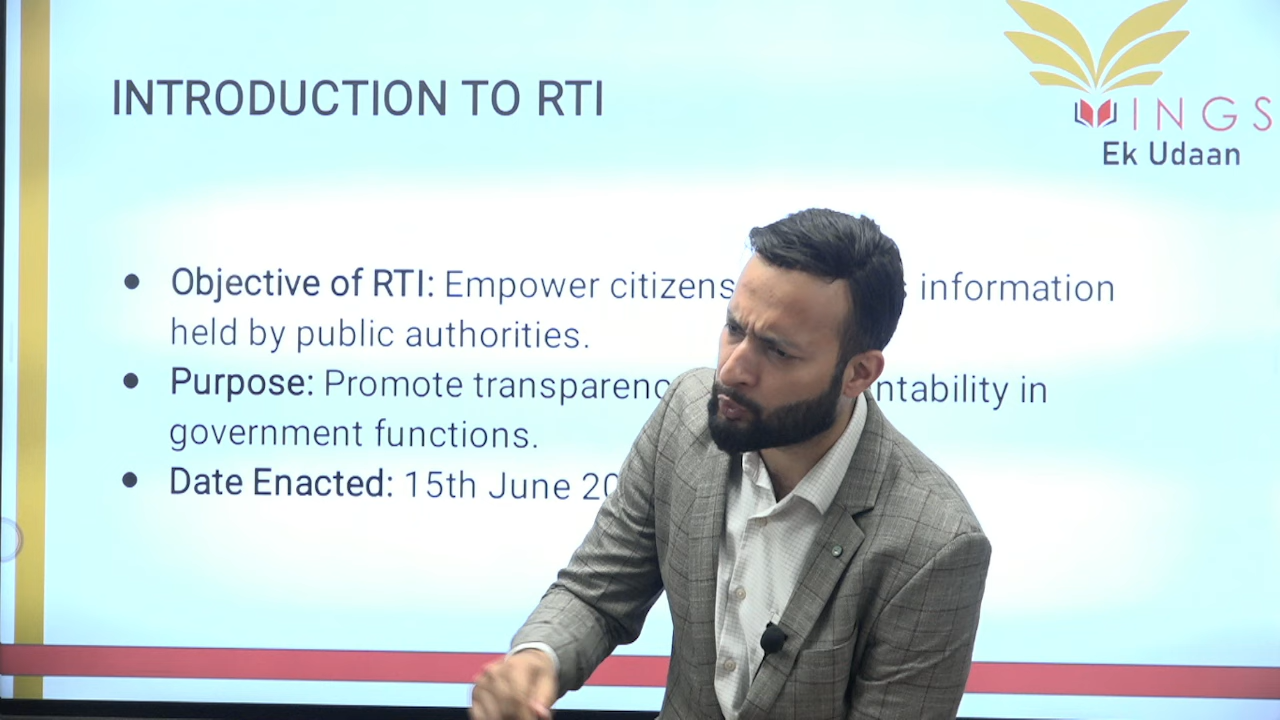 INTRODUCTION TO RTI
WINGS
Ek Udaan
• Objective of RTI: Empower citizens information
held by public authorities.
• Purpose: Promote transparenc ntability in
government functions.
• Date Enacted: 15th June 20